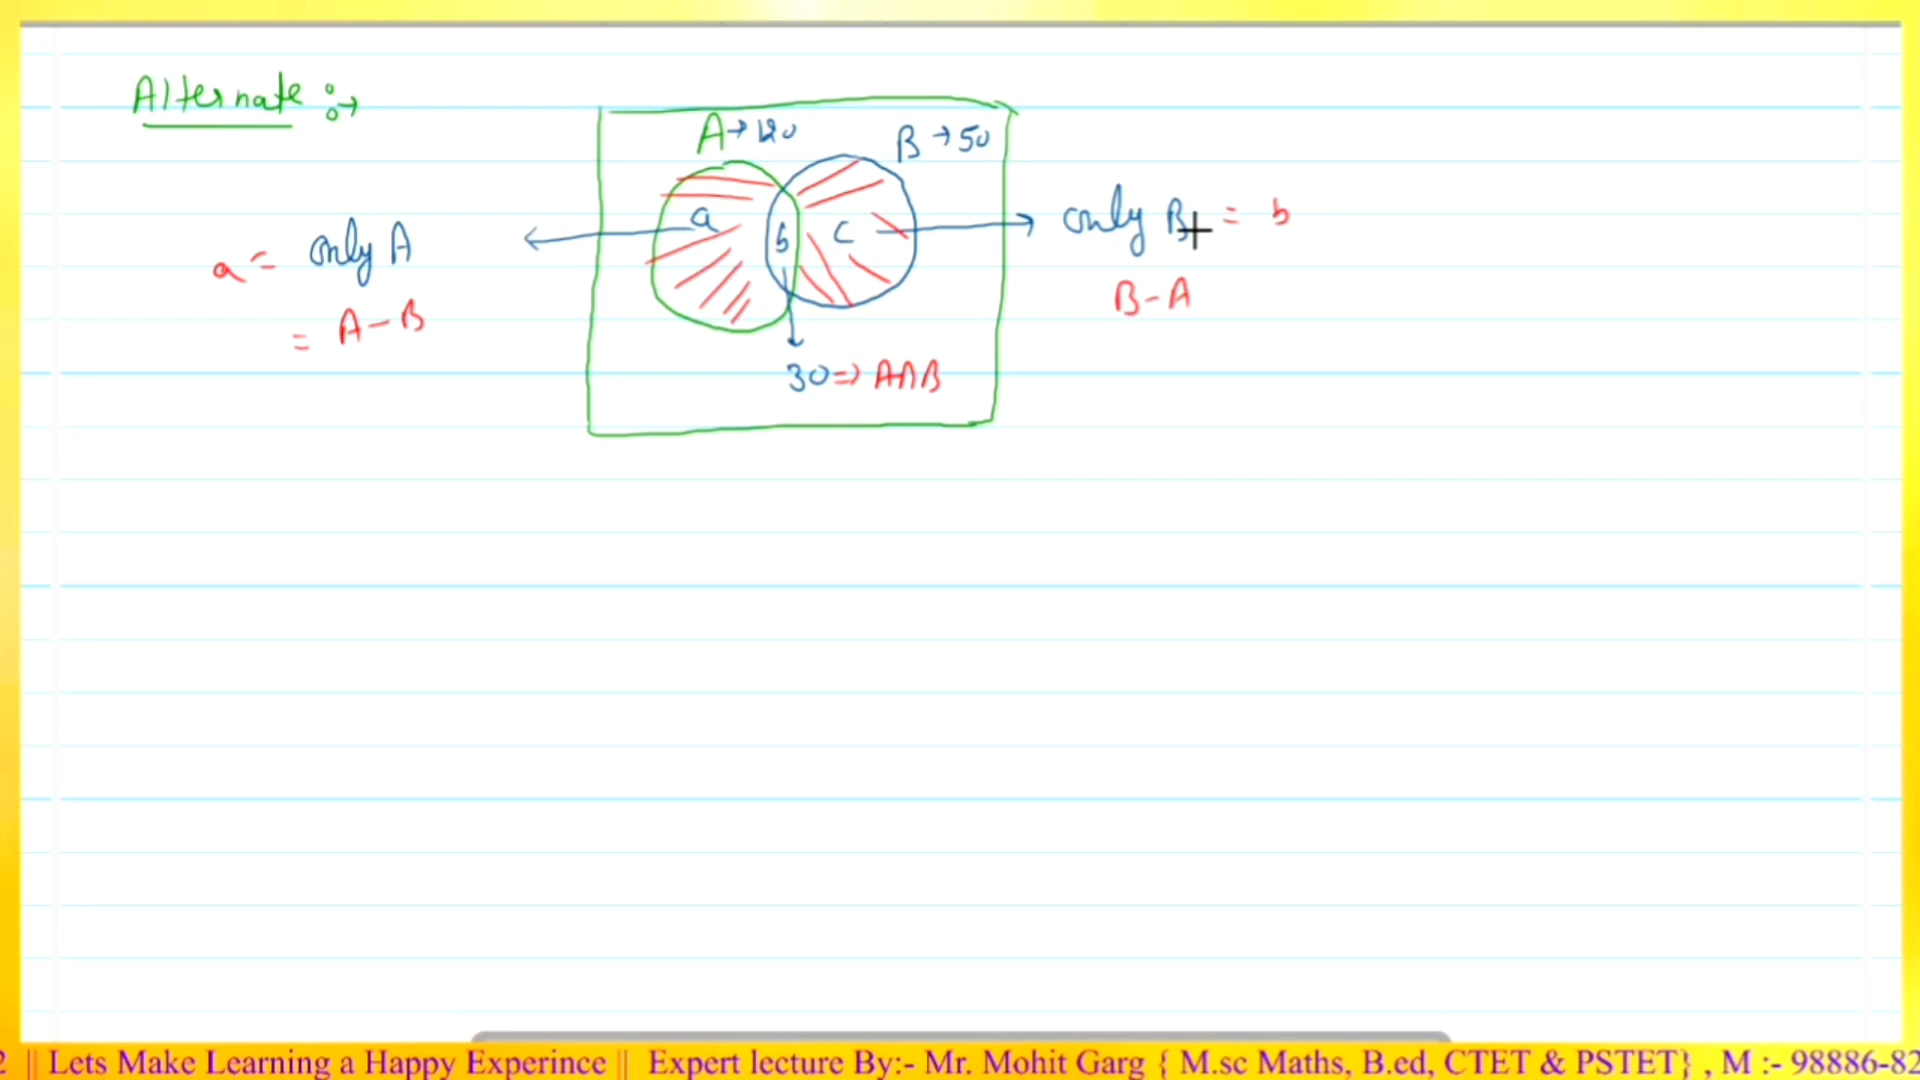 Alternate :→
A → 120
B → 50
a
b
c
a = only A
= A - B
only B = b
B - A
30 => A∩B
2 || Lets Make Learning a Happy Experince || Expert lecture By:- Mr. Mohit Garg { M.sc Maths, B.ed, CTET & PSTET} , M :- 98886-82